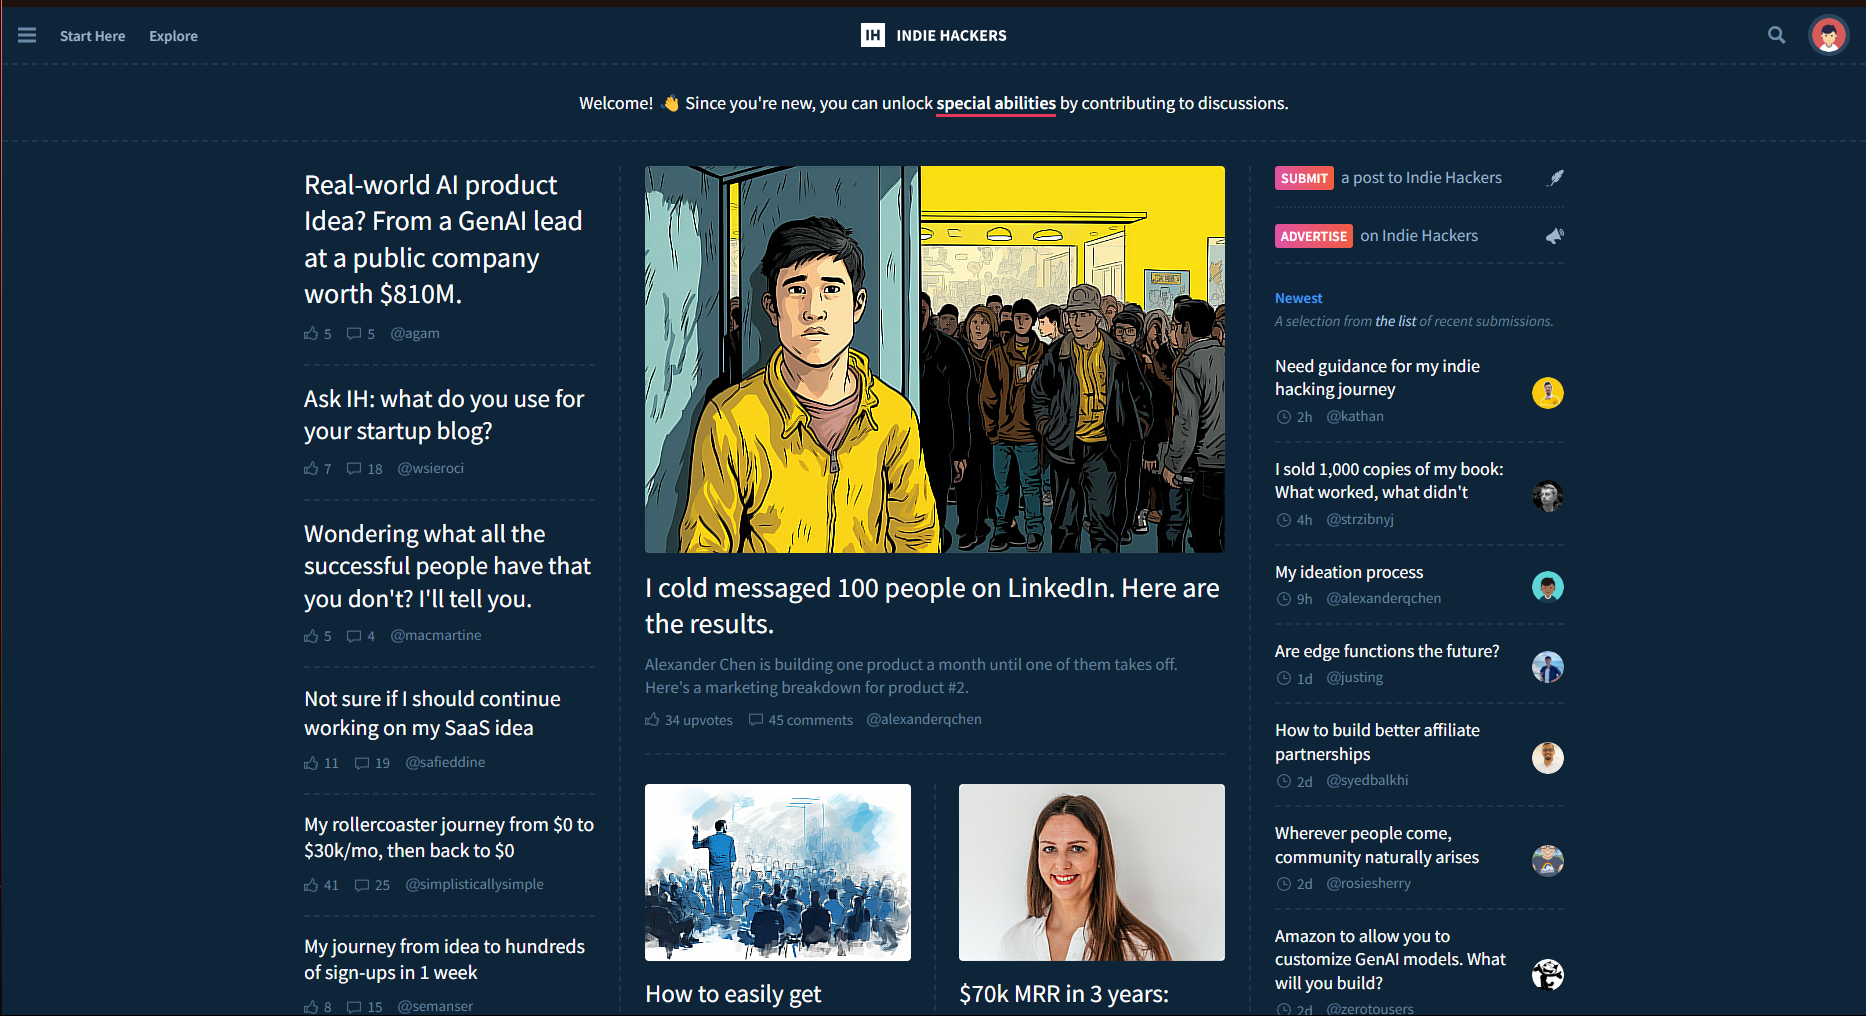 Start Here
Explore
IH INDIE HACKERS
Welcome! 👋 Since you're new, you can unlock special abilities by contributing to discussions.
Real-world AI product
Idea? From a GenAI lead
at a public company
worth $810M.
5 5 @agam
Ask IH: what do you use for
your startup blog?
7 18 @wsieroci
Wondering what all the
successful people have that
you don't? I'll tell you.
5 4 @macmartine
Not sure if I should continue
working on my SaaS idea
11 19 @safieddine
My rollercoaster journey from $0 to
$30k/mo, then back to $0
41 25 @simplisticallysimple
My journey from idea to hundreds
of sign-ups in 1 week
8 15 @semanser
I cold messaged 100 people on LinkedIn. Here are
the results.
Alexander Chen is building one product a month until one of them takes off.
Here's a marketing breakdown for product #2.
34 upvotes 45 comments @alexanderqchen
How to easily get
$70k MRR in 3 years:
SUBMIT a post to Indie Hackers
ADVERTISE on Indie Hackers
Newest
A selection from the list of recent submissions.
Need guidance for my indie
hacking journey
2h @kathan
I sold 1,000 copies of my book:
What worked, what didn't
4h @strzibnyj
My ideation process
9h @alexanderqchen
Are edge functions the future?
1d @justing
How to build better affiliate
partnerships
2d @syedbalkhi
Wherever people come,
community naturally arises
2d @rosiesherry
Amazon to allow you to
customize GenAI models. What
will you build?
2d @zerotousers